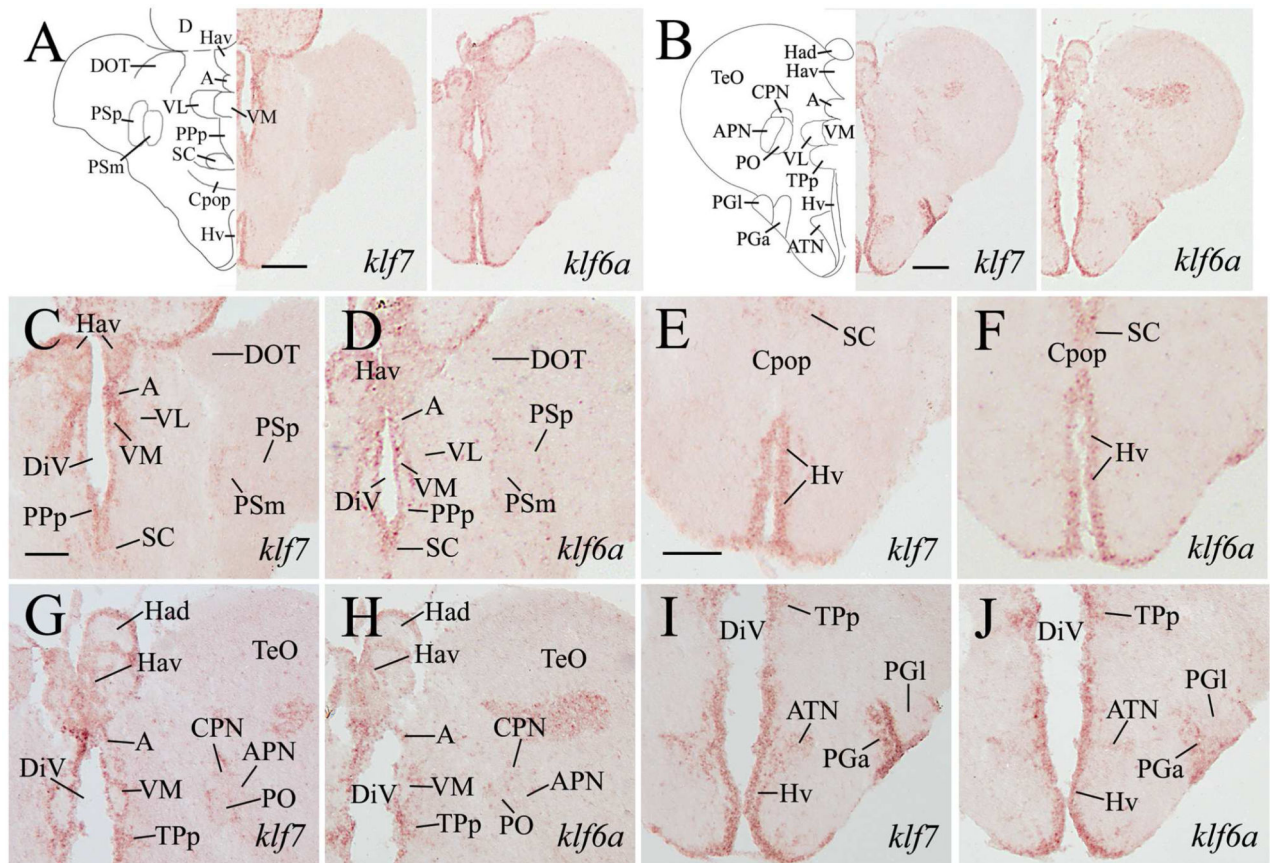 A
D
Hav
DOT
A
PSp
VL
VM
PPp
PSm
SC
Cpop
Hv
klf7
klf6a
B
Had
Hav
TeO
CPN
A
APN
VM
PO
VL
TPp
PGl
Hv
PGa
ATN
klf7
klf6a
C
Hav
DOT
A
VL
PSp
VM
DiV
PSm
PPp
SC
klf7
D
DOT
Hav
A
PSp
VL
DiV
VM
PSm
PPp
SC
klf6a
E
SC
Cpop
Hv
klf7
F
SC
Cpop
Hv
klf6a
G
Had
TeO
Hav
CPN
A
APN
DiV
VM
PO
TPp
klf7
H
Had
Hav
TeO
CPN
A
VM
APN
DiV
PO
TPp
klf6a
I
TPp
DiV
PGl
ATN
PGa
Hv
klf7
J
TPp
DiV
PGl
ATN
PGa
Hv
klf6a